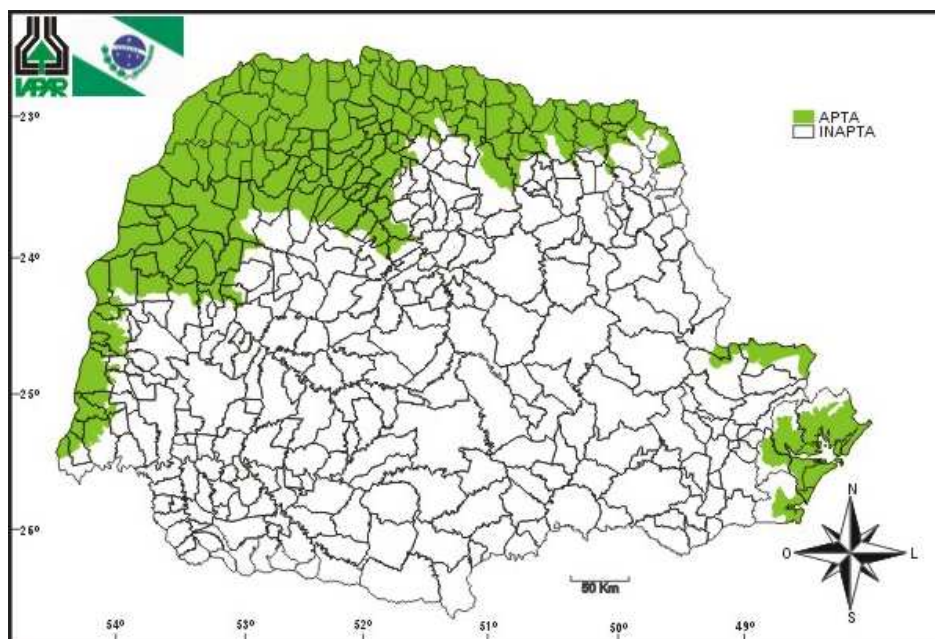 IAPAR
APTA
INAPTA
23º
24º
25º
26º
N
O
L
S
50 Km
54º
53º
52º
51º
50º
49º